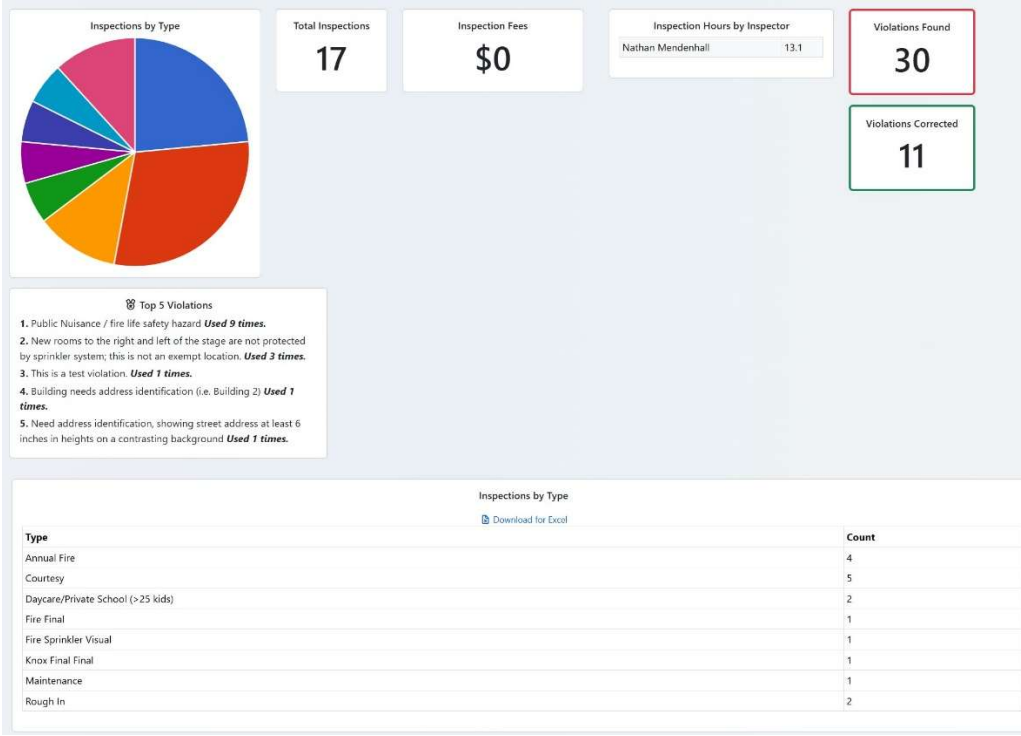 Inspections by Type
Total Inspections
17
Inspection Fees
$0
Inspection Hours by Inspector
Nathan Mendenhall 13.1
Violations Found
30
Violations Corrected
11
Top 5 Violations
1. Public Nuisance / fire life safety hazard Used 9 times.
2. New rooms to the right and left of the stage are not protected
by sprinkler system; this is not an exempt location. Used 3 times.
3. This is a test violation. Used 1 times.
4. Building needs address identification (i.e. Building 2) Used 1
times.
5. Need address identification, showing street address at least 6
inches in heights on a contrasting background Used 1 times.
Inspections by Type
Download for Excel
Type Count
Annual Fire 4
Courtesy 5
Daycare/Private School (>25 kids) 2
Fire Final 1
Fire Sprinkler Visual 1
Knox Final Final 1
Maintenance 1
Rough In 2